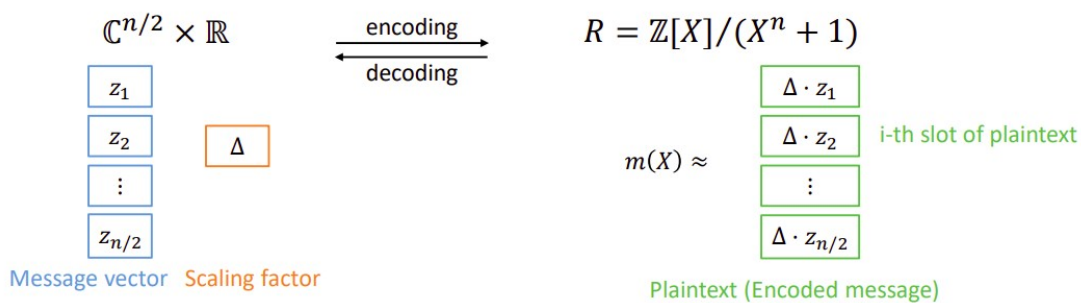 ℂ^{n/2} × ℝ
encoding
decoding
R = ℤ[X]/(X^n + 1)
z_1
z_2
⋮
z_{n/2}
Δ
m(X) ≈
Δ · z_1
Δ · z_2
⋮
Δ · z_{n/2}
i-th slot of plaintext
Message vector
Scaling factor
Plaintext (Encoded message)